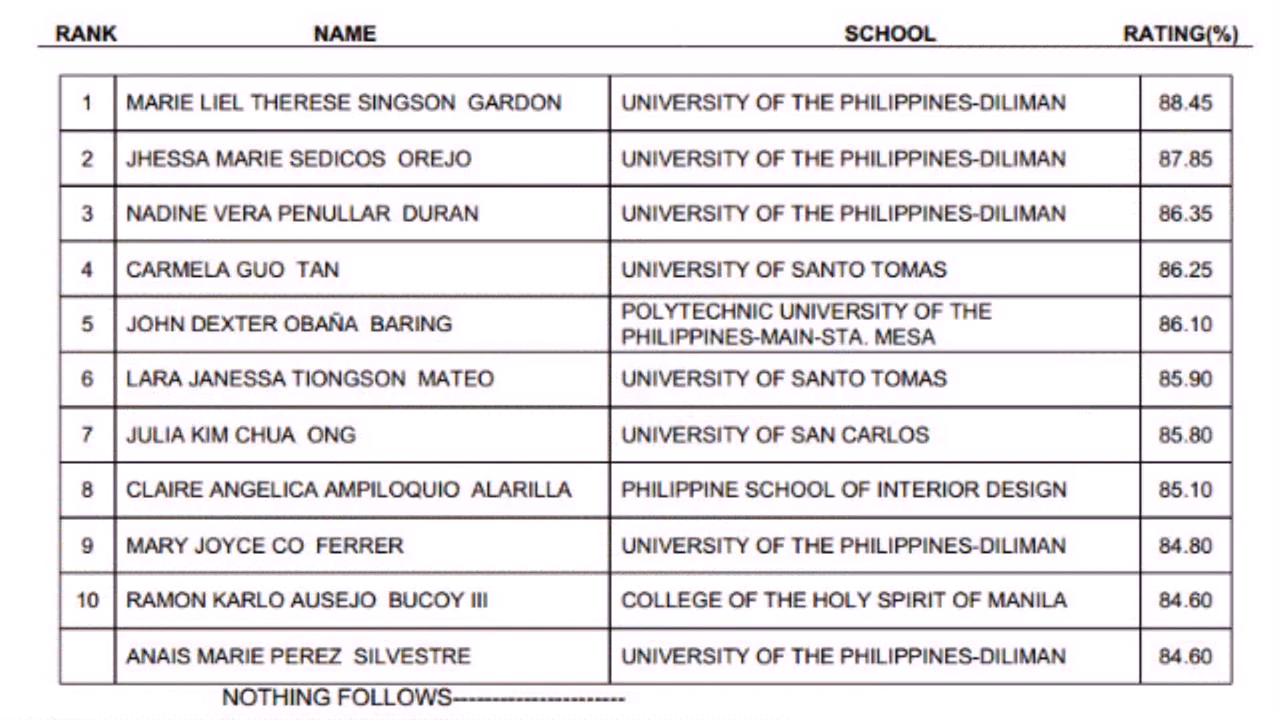 RANK NAME SCHOOL RATING(%)
1 MARIE LIEL THERESE SINGSON GARDON UNIVERSITY OF THE PHILIPPINES-DILIMAN 88.45
2 JHESSA MARIE SEDICOS OREJO UNIVERSITY OF THE PHILIPPINES-DILIMAN 87.85
3 NADINE VERA PENULLAR DURAN UNIVERSITY OF THE PHILIPPINES-DILIMAN 86.35
4 CARMELA GUO TAN UNIVERSITY OF SANTO TOMAS 86.25
5 JOHN DEXTER OBAÑA BARING POLYTECHNIC UNIVERSITY OF THE
PHILIPPINES-MAIN-STA. MESA 86.10
6 LARA JANESSA TIONGSON MATEO UNIVERSITY OF SANTO TOMAS 85.90
7 JULIA KIM CHUA ONG UNIVERSITY OF SAN CARLOS 85.80
8 CLAIRE ANGELICA AMPILOQUIO ALARILLA PHILIPPINE SCHOOL OF INTERIOR DESIGN 85.10
9 MARY JOYCE CO FERRER UNIVERSITY OF THE PHILIPPINES-DILIMAN 84.80
10 RAMON KARLO AUSEJO BUCOY III COLLEGE OF THE HOLY SPIRIT OF MANILA 84.60
ANAIS MARIE PEREZ SILVESTRE UNIVERSITY OF THE PHILIPPINES-DILIMAN 84.60
NOTHING FOLLOWS----------------------